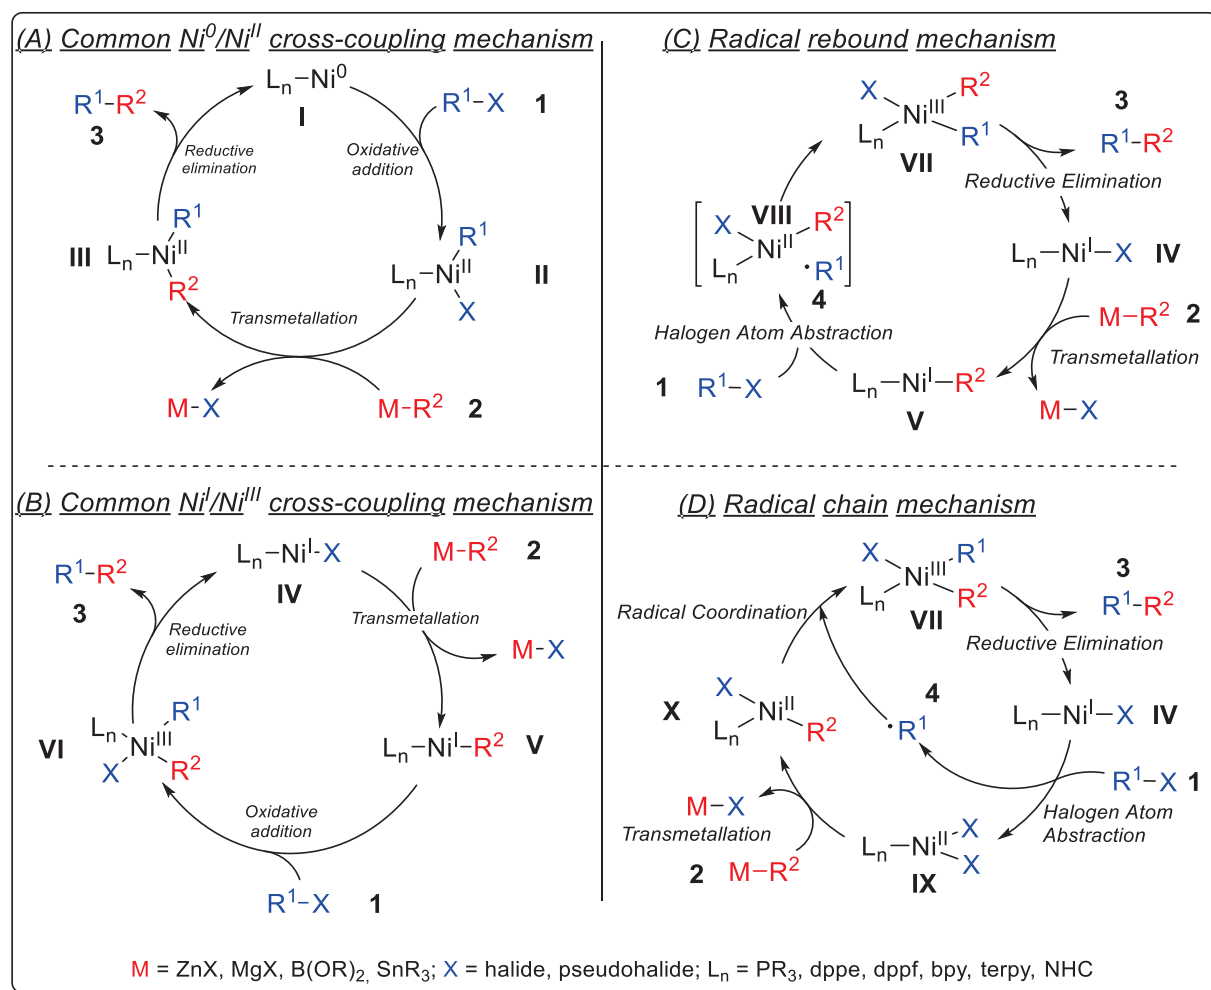 (A) Common Ni⁰/Niᴵᴵ cross-coupling mechanism
Lₙ–Ni⁰
I
R¹–X 1
Oxidative
addition
R¹
Lₙ–Niᴵᴵ
X
II
Transmetallation
M–R² 2
M–X
III
R¹
Lₙ–Niᴵᴵ
R²
Reductive
elimination
R¹–R²
3
(C) Radical rebound mechanism
X
Niᴵᴵᴵ
R²
Lₙ
R¹
VII
3
R¹–R²
Reductive Elimination
Lₙ–Niᴵ–X IV
M–R² 2
Transmetallation
M–X
Lₙ–Niᴵ–R²
V
Halogen Atom Abstraction
1 R¹–X
VIII
X
Niᴵᴵ
R²
Lₙ
·R¹
4
(B) Common Niᴵ/Niᴵᴵᴵ cross-coupling mechanism
Lₙ–Niᴵ–X
IV
M–R² 2
Transmetallation
M–X
Lₙ–Niᴵ–R² V
Oxidative
addition
R¹–X 1
VI
Lₙ
R¹
Niᴵᴵᴵ
X
R²
Reductive
elimination
R¹–R²
3
(D) Radical chain mechanism
X
Niᴵᴵᴵ
R¹
Lₙ
R²
VII
3
R¹–R²
Reductive Elimination
Lₙ–Niᴵ–X IV
R¹–X 1
Halogen Atom
Abstraction
4
·R¹
Lₙ–Niᴵᴵ
X
X
IX
M–X
Transmetallation
2 M–R²
X
X
Niᴵᴵ
Lₙ
R²
Radical Coordination
M = ZnX, MgX, B(OR)₂, SnR₃; X = halide, pseudohalide; Lₙ = PR₃, dppe, dppf, bpy, terpy, NHC